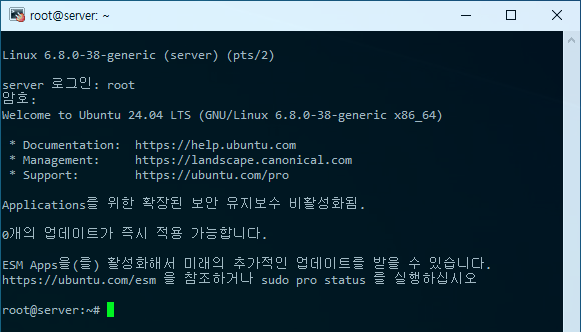 root@server: ~
Linux 6.8.0-38-generic (server) (pts/2)
server 로그인: root
암호:
Welcome to Ubuntu 24.04 LTS (GNU/Linux 6.8.0-38-generic x86_64)
* Documentation:  https://help.ubuntu.com
* Management:     https://landscape.canonical.com
* Support:        https://ubuntu.com/pro
Applications를 위한 확장된 보안 유지보수 비활성화됨.
0개의 업데이트가 즉시 적용 가능합니다.
ESM Apps을(를) 활성화해서 미래의 추가적인 업데이트를 받을 수 있습니다.
https://ubuntu.com/esm 을 참조하거나 sudo pro status 를 실행하십시오
root@server:~#